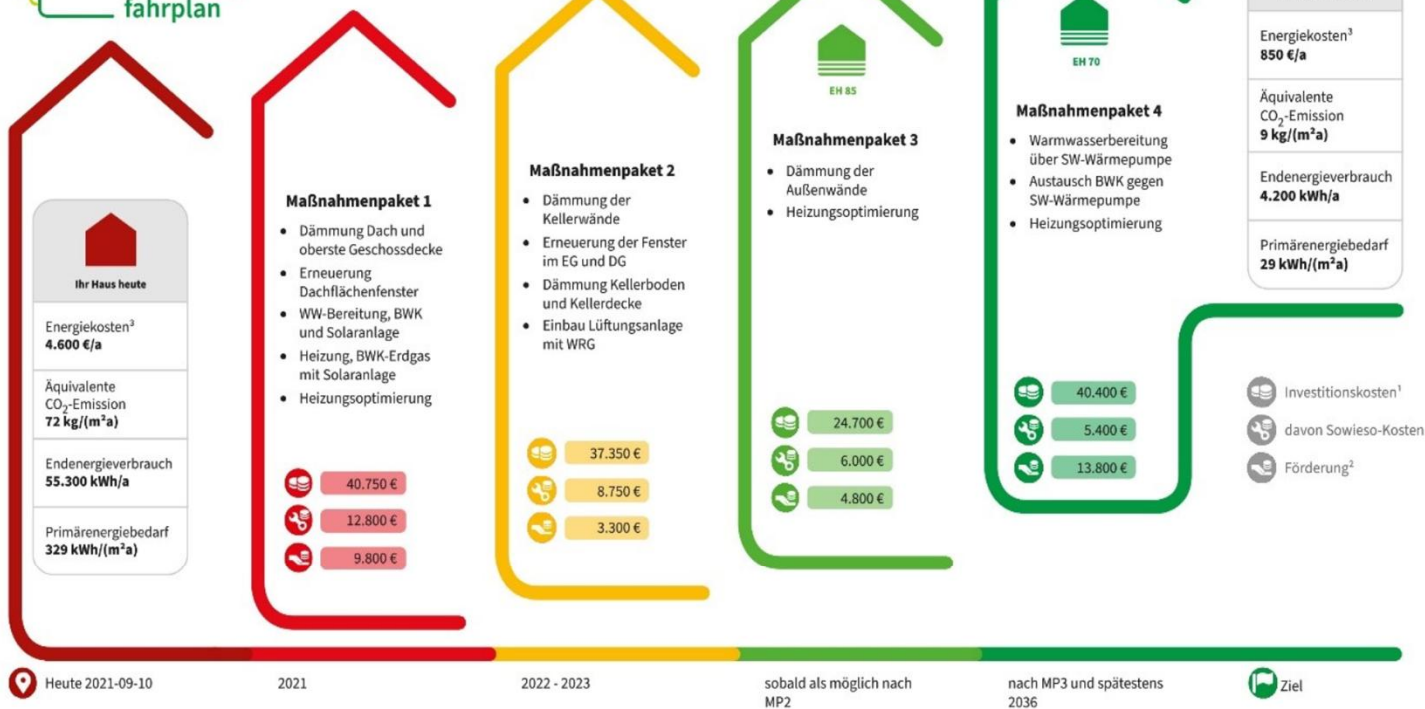 fahrplan
Ihr Haus heute
Energiekosten³
4.600 €/a
Äquivalente
CO₂-Emission
72 kg/(m²a)
Endenergieverbrauch
55.300 kWh/a
Primärenergiebedarf
329 kWh/(m²a)
Maßnahmenpaket 1
• Dämmung Dach und
oberste Geschossdecke
• Erneuerung
Dachflächenfenster
• WW-Bereitung, BWK
und Solaranlage
• Heizung, BWK-Erdgas
mit Solaranlage
• Heizungsoptimierung
40.750 €
12.800 €
9.800 €
Maßnahmenpaket 2
• Dämmung der
Kellerwände
• Erneuerung der Fenster
im EG und DG
• Dämmung Kellerboden
und Kellerdecke
• Einbau Lüftungsanlage
mit WRG
37.350 €
8.750 €
3.300 €
EH 85
Maßnahmenpaket 3
• Dämmung der
Außenwände
• Heizungsoptimierung
24.700 €
6.000 €
4.800 €
EH 70
Maßnahmenpaket 4
• Warmwasserbereitung
über SW-Wärmepumpe
• Austausch BWK gegen
SW-Wärmepumpe
• Heizungsoptimierung
40.400 €
5.400 €
13.800 €
Energiekosten³
850 €/a
Äquivalente
CO₂-Emission
9 kg/(m²a)
Endenergieverbrauch
4.200 kWh/a
Primärenergiebedarf
29 kWh/(m²a)
Investitionskosten¹
davon Sowieso-Kosten
Förderung²
Heute 2021-09-10
2021
2022 - 2023
sobald als möglich nach
MP2
nach MP3 und spätestens
2036
Ziel